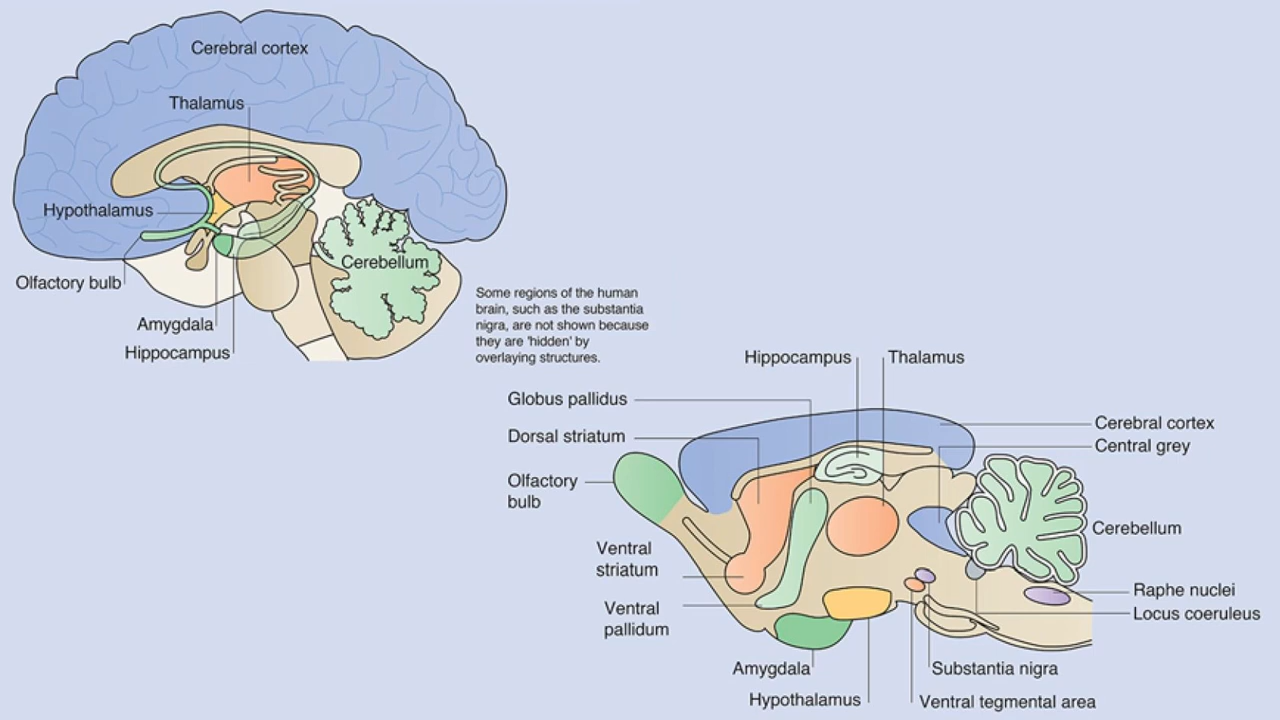 Cerebral cortex
Thalamus
Hypothalamus
Olfactory bulb
Cerebellum
Amygdala
Hippocampus
Some regions of the human
brain, such as the substantia
nigra, are not shown because
they are 'hidden' by
overlaying structures.
Hippocampus
Thalamus
Globus pallidus
Dorsal striatum
Cerebral cortex
Central grey
Olfactory
bulb
Cerebellum
Ventral
striatum
Raphe nuclei
Ventral
pallidum
Locus coeruleus
Amygdala
Substantia nigra
Hypothalamus
Ventral tegmental area